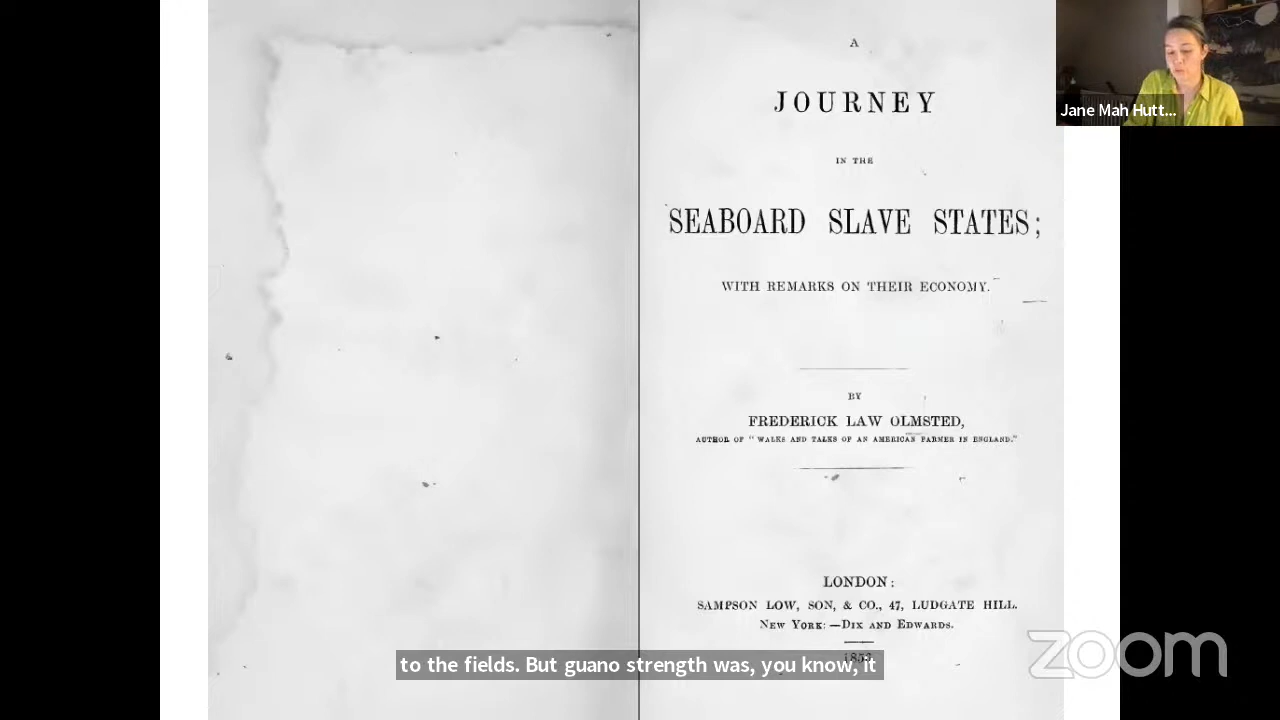 A
JOURNEY
IN THE
SEABOARD SLAVE STATES;
WITH REMARKS ON THEIR ECONOMY.
BY
FREDERICK LAW OLMSTED,
AUTHOR OF "WALKS AND TALKS OF AN AMERICAN FARMER IN ENGLAND."
LONDON:
SAMPSON LOW, SON, & CO., 47, LUDGATE HILL.
NEW YORK:—DIX AND EDWARDS.
to the fields. But guano strength was, you know, it
Jane Mah Hutt...
zoom